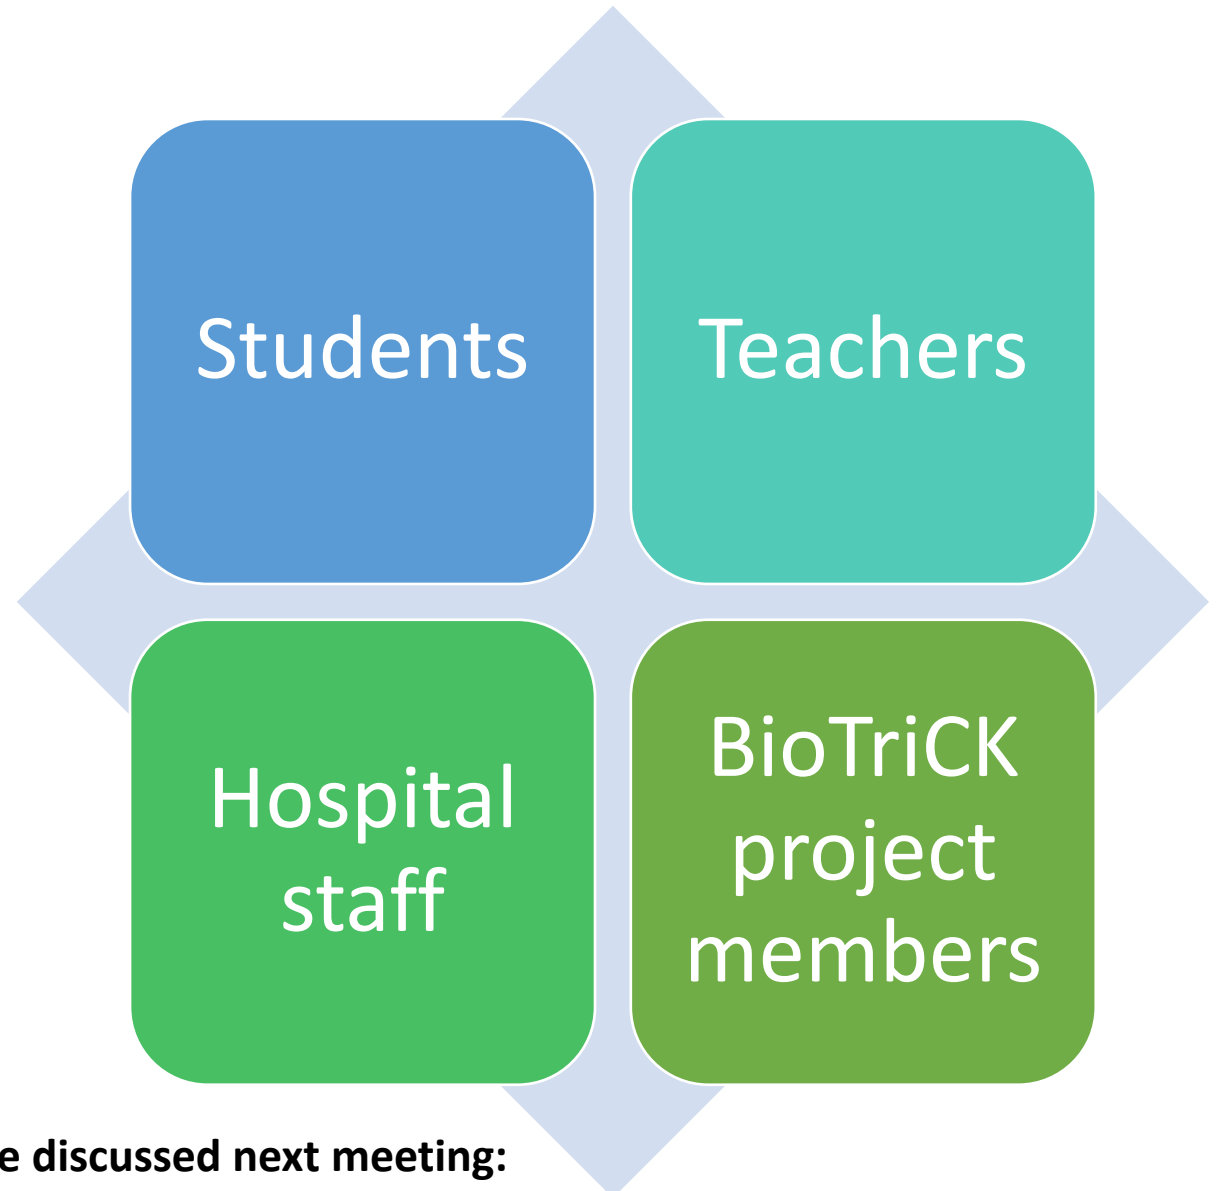 Students
Teachers
Hospital
staff
BioTriCK
project
members
e discussed next meeting: